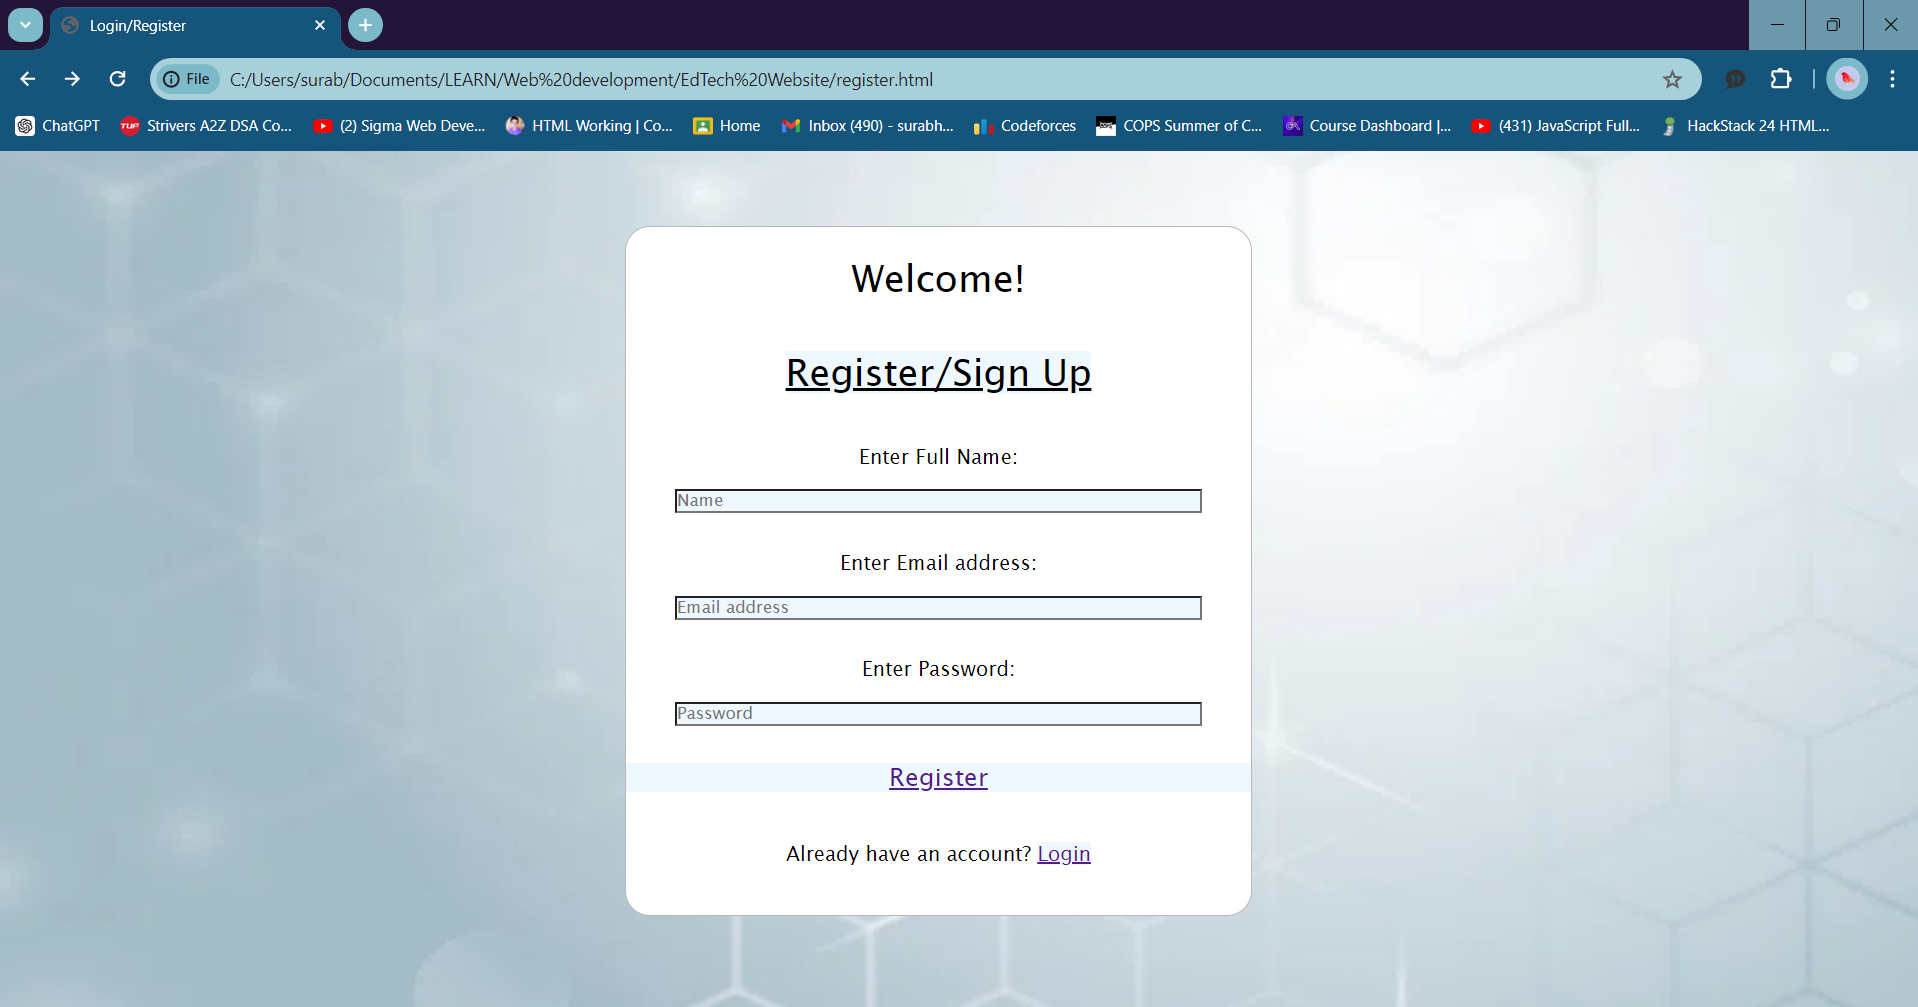 Login/Register
File C:/Users/surab/Documents/LEARN/Web%20development/EdTech%20Website/register.html
ChatGPT Strivers A2Z DSA Co... (2) Sigma Web Deve... HTML Working | Co... Home Inbox (490) - surabh... Codeforces COPS Summer of C... Course Dashboard |... (431) JavaScript Full... HackStack 24 HTML...
Welcome!
Register/Sign Up
Enter Full Name:
Name
Enter Email address:
Email address
Enter Password:
Password
Register
Already have an account? Login